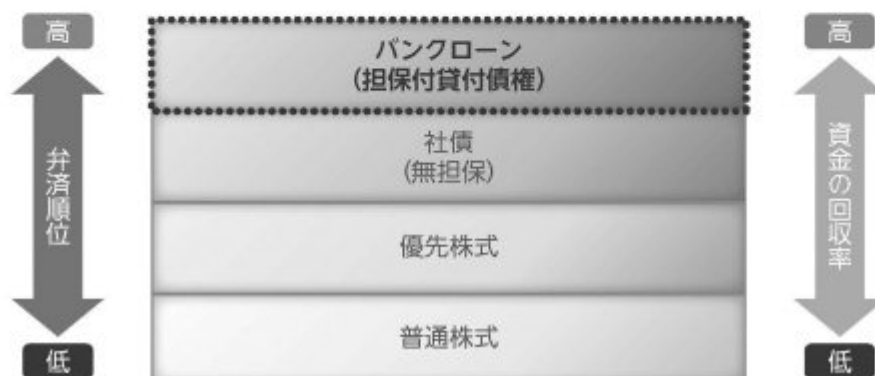 高
弁済順位
低
バンクローン
(担保付貸付債権)
社債
(無担保)
優先株式
普通株式
高
資金の回収率
低